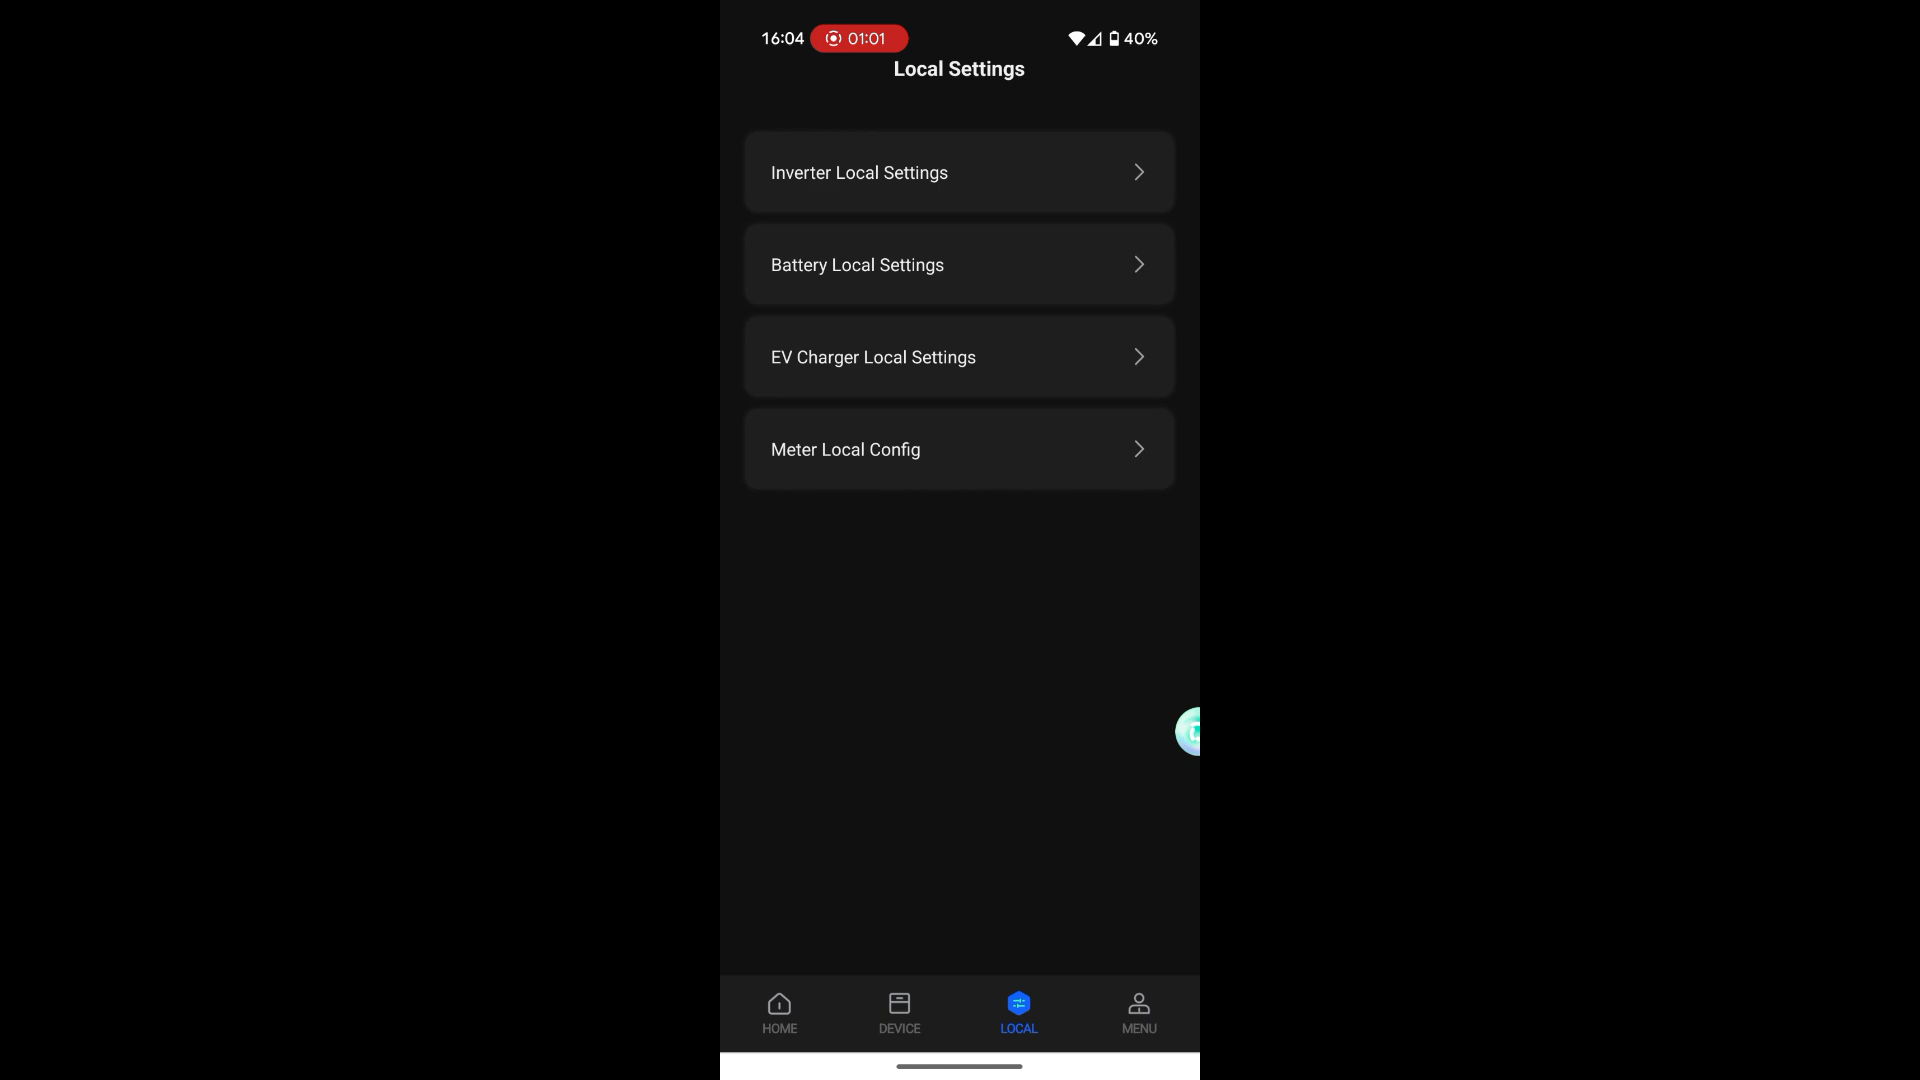 16:04 01:01 40%
Local Settings
Inverter Local Settings
Battery Local Settings
EV Charger Local Settings
Meter Local Config
HOME DEVICE LOCAL MENU